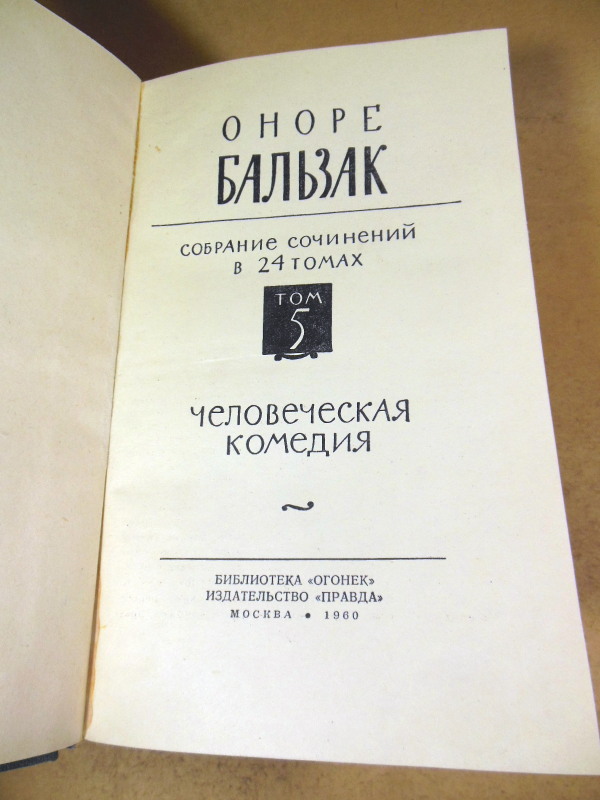 ОНОРЕ
БАЛЬЗАК
СОБРАНИЕ СОЧИНЕНИЙ
В 24 ТОМАХ
ТОМ
5
ЧЕЛОВЕЧЕСКАЯ
КОМЕДИЯ
БИБЛИОТЕКА «ОГОНЕК»
ИЗДАТЕЛЬСТВО «ПРАВДА»
МОСКВА • 1960